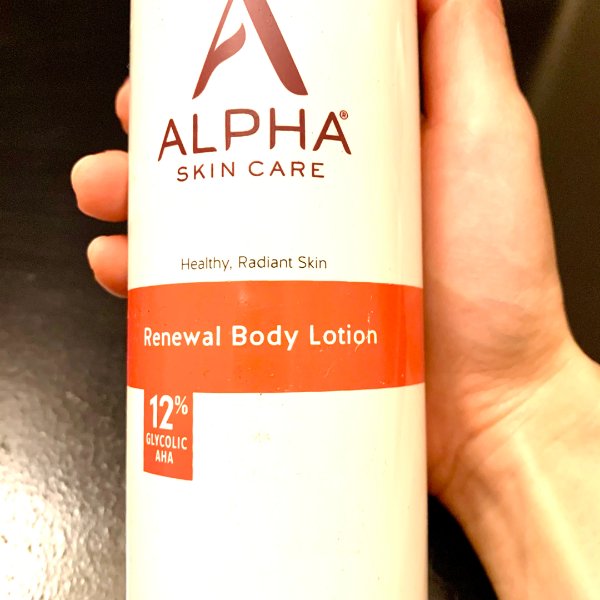 ALPHA®
SKIN CARE
Healthy, Radiant Skin
Renewal Body Lotion
12%
GLYCOLIC
AHA